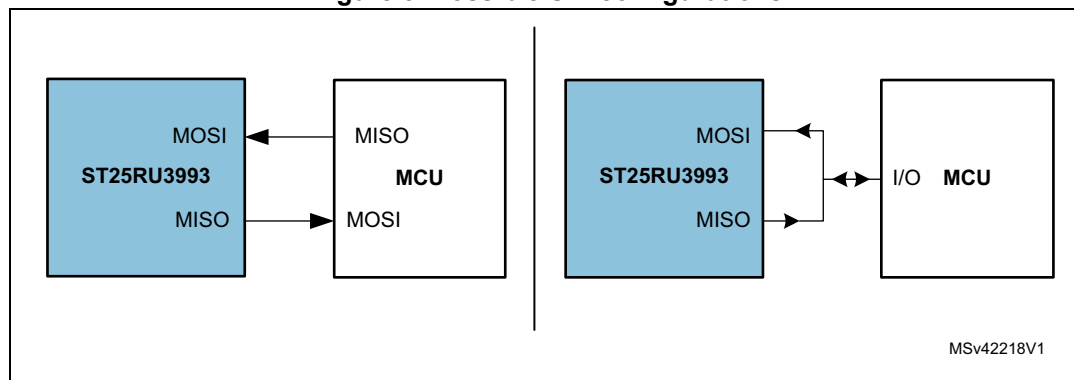 MOSI
MISO
ST25RU3993
MCU
MISO
MOSI
MOSI
ST25RU3993
I/O
MCU
MISO
MSv42218V1